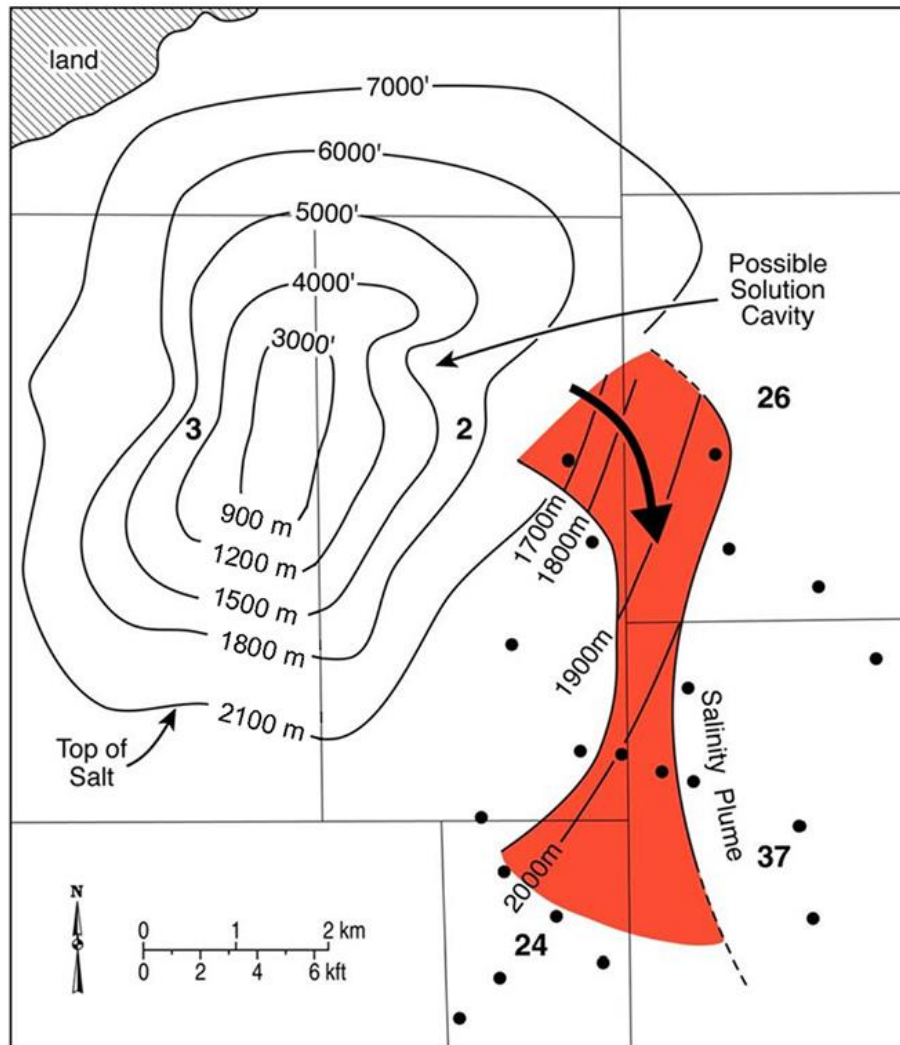 land
7000'
6000'
5000'
4000'
3000'
Possible
Solution
Cavity
26
3
2
900 m
1200 m
1500 m
1800 m
2100 m
1700m
1800m
1900m
2000m
Top of
Salt
Salinity Plume
37
24
N
0 1 2 km
0 2 4 6 kft